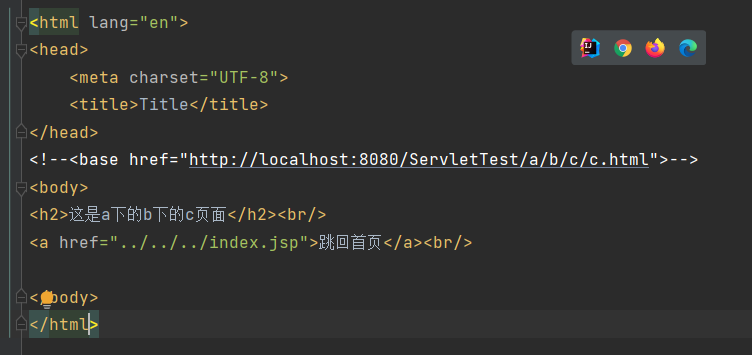 <html lang="en">
<head>
    <meta charset="UTF-8">
    <title>Title</title>
</head>
<!--<base href="http://localhost:8080/ServletTest/a/b/c/c.html">-->
<body>
<h2>这是a下的b下的c页面</h2><br/>
<a href="../../../index.jsp">跳回首页</a><br/>
</body>
</html>